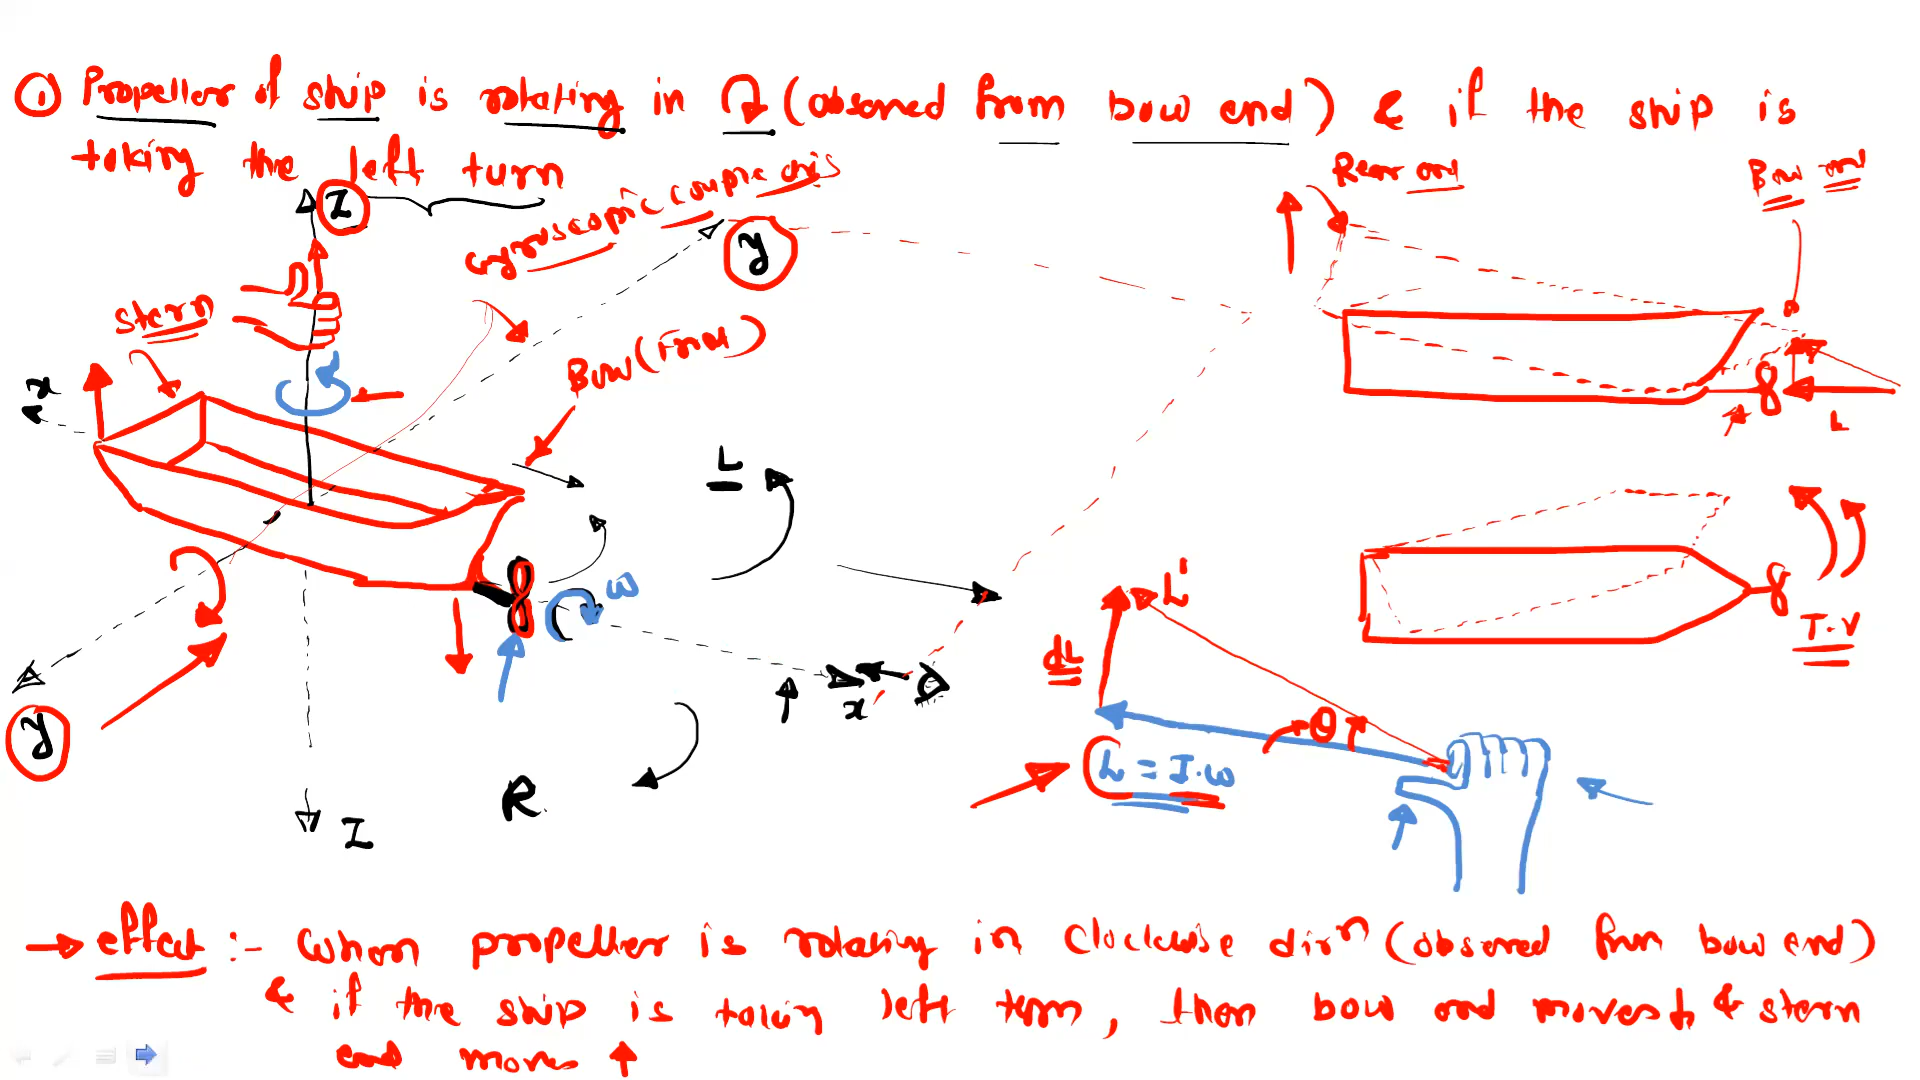 ① Propeller of ship is rotating in (observed from bow end) & if the ship is
taking the left turn
Rear end
Bow end
I
gyroscopic couple axis
y
stern
Bow (Front)
x
L
L
ω
L'
T.V
dL
θ
x
y
L = I.ω
R.
I
→ effect :- when propeller is rotating in clockwise dirⁿ (observed from bow end)
& if the ship is taking left turn, then bow end moves ↓ & stern
end moves ↑